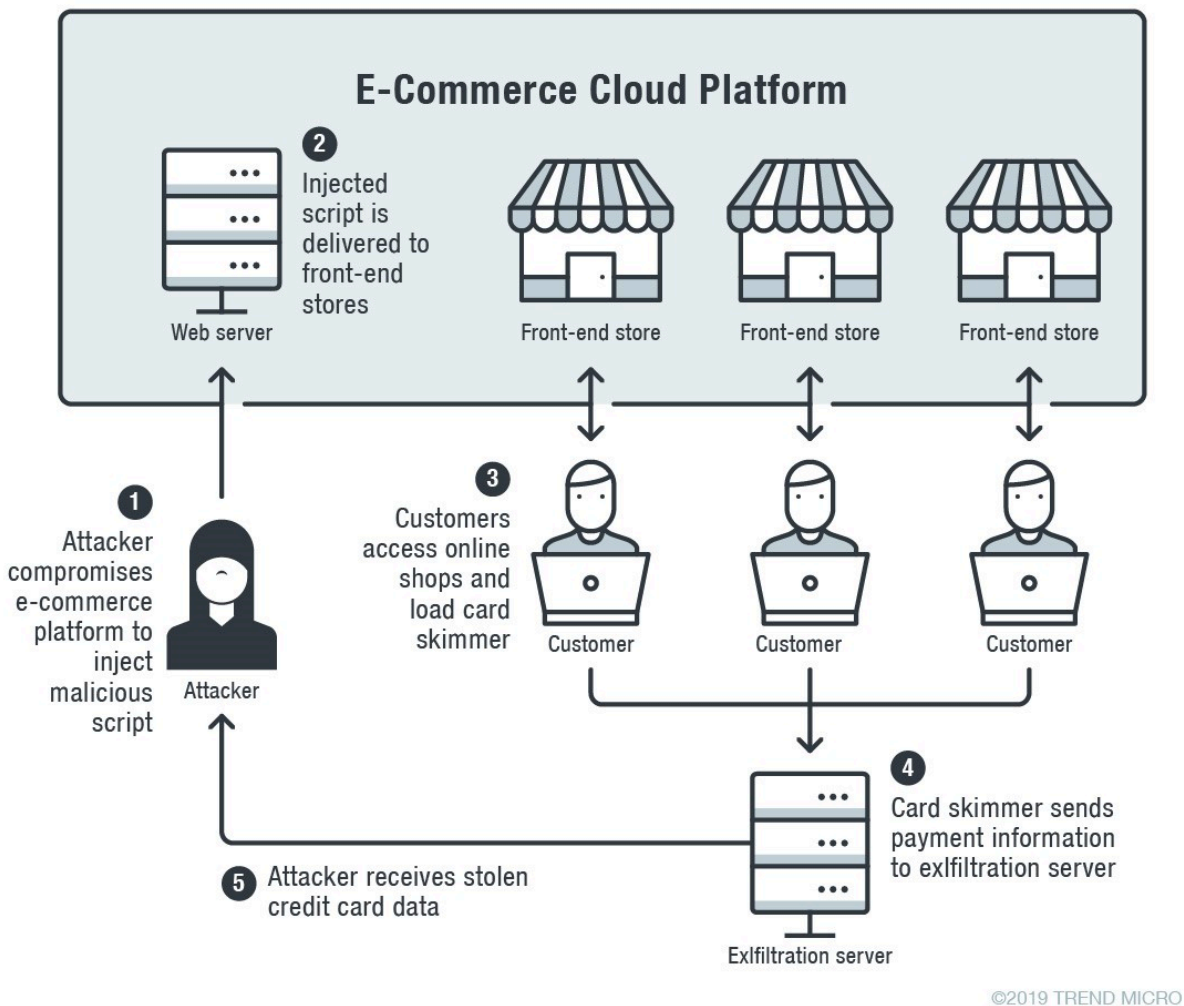 E-Commerce Cloud Platform
2
Injected
script is
delivered to
front-end
stores
Web server
Front-end store
Front-end store
Front-end store
1
Attacker
compromises
e-commerce
platform to
inject
malicious
script
Attacker
3
Customers
access online
shops and
load card
skimmer
Customer
Customer
Customer
4
Card skimmer sends
payment information
to exlfiltration server
5
Attacker receives stolen
credit card data
Exlfiltration server
©2019 TREND MICRO